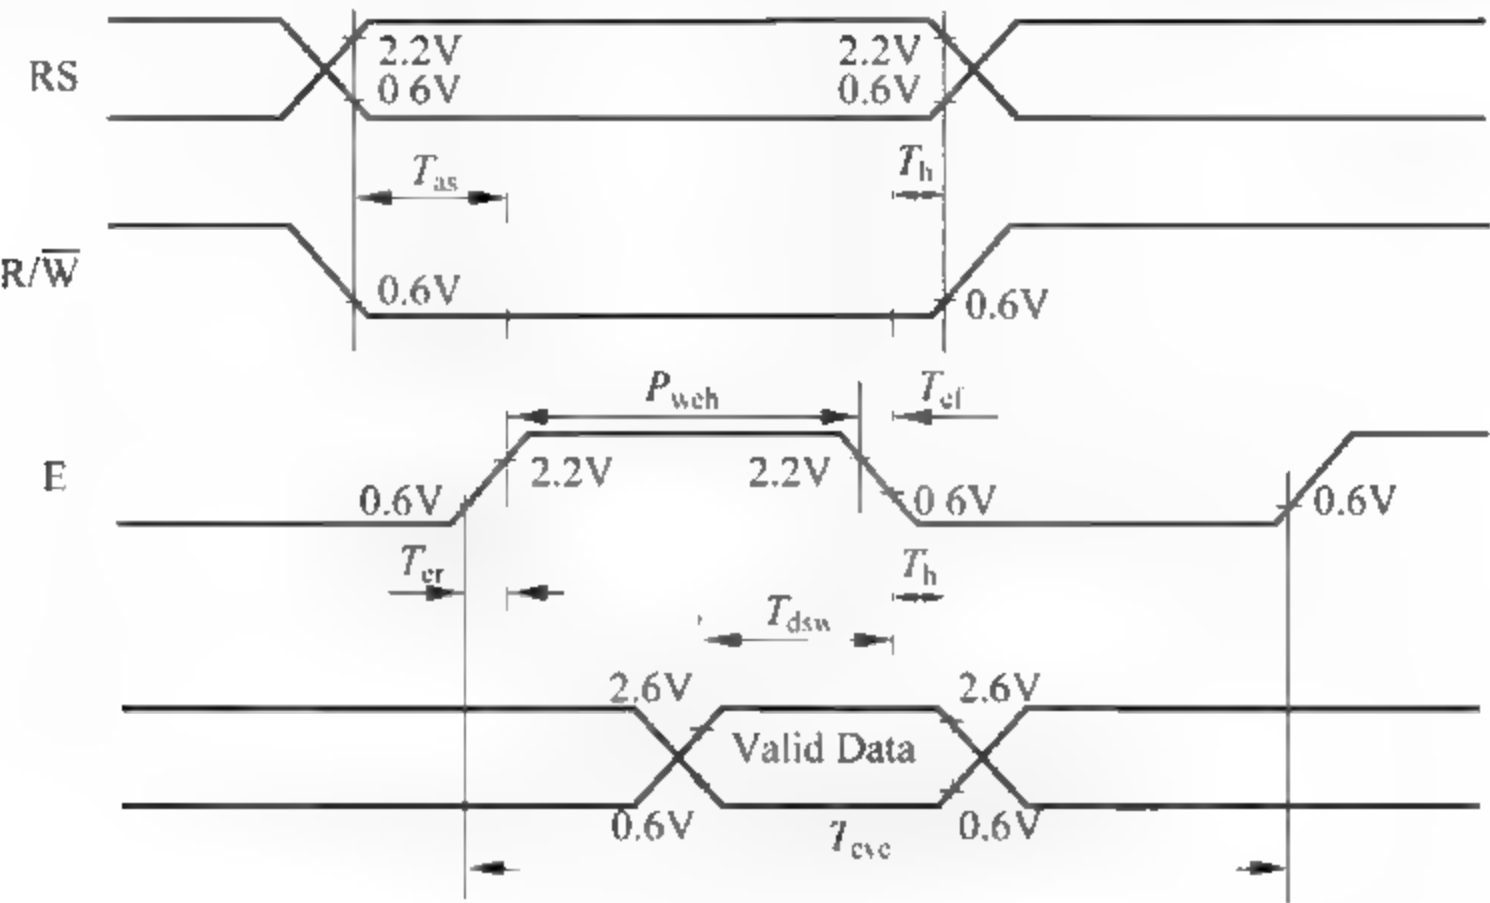 RS
2.2V 2.2V
0 6V 0.6V
Tas Th
R/W̅
0.6V 0.6V
Pweh Tef
E
2.2V 2.2V
0.6V 0 6V 0.6V
Ter Th
Tdsw
2.6V 2.6V
Valid Data
0.6V 0.6V
Tcyc